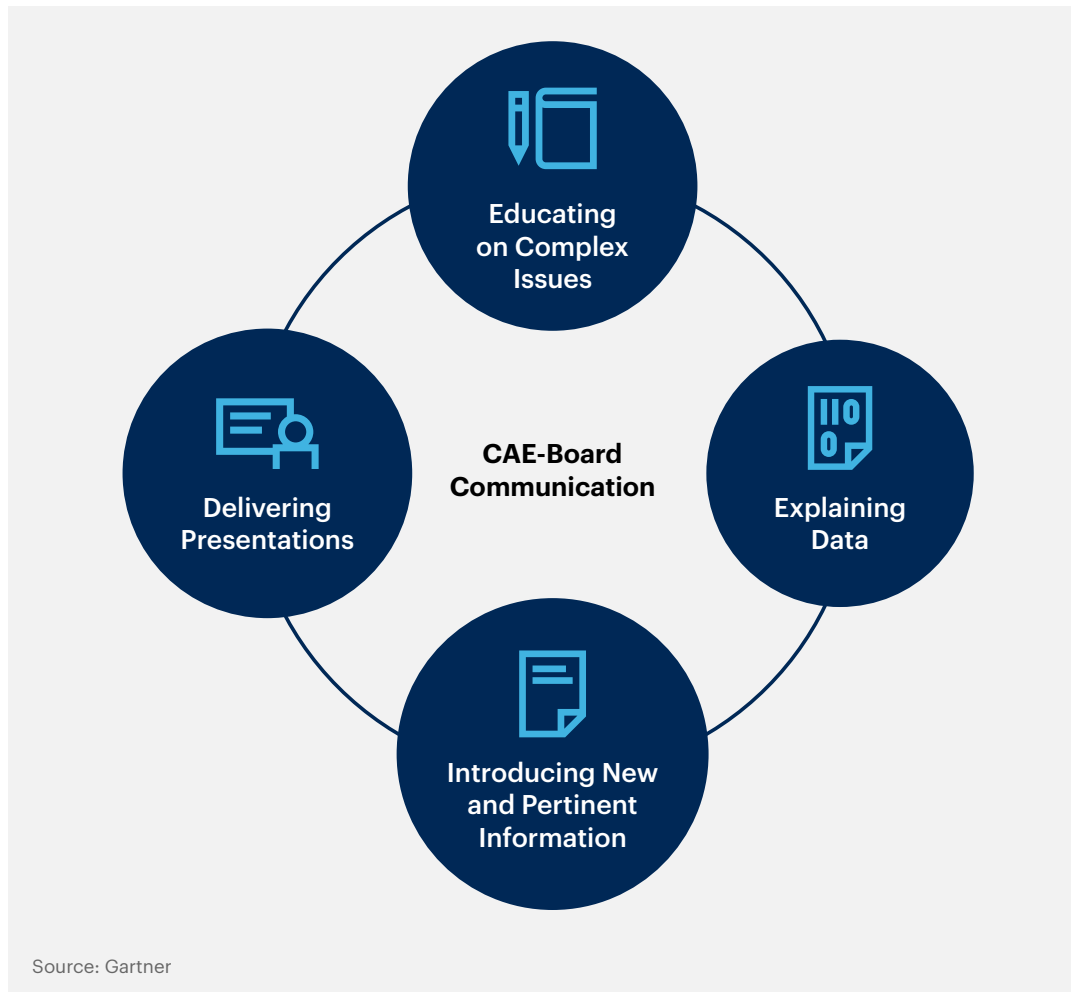 Educating
on Complex
Issues
Delivering
Presentations
CAE-Board
Communication
Explaining
Data
Introducing New
and Pertinent
Information
Source: Gartner